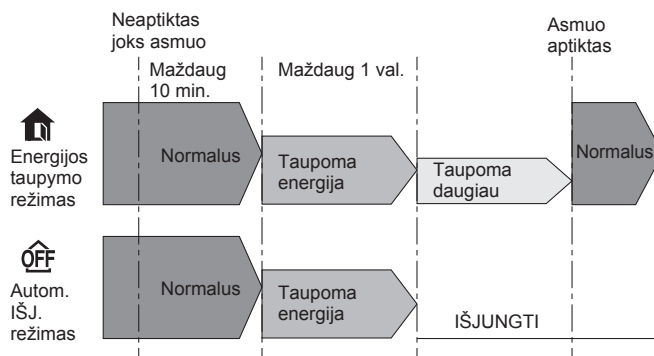 Neaptiktas
joks asmuo
Asmuo
aptiktas
Maždaug
10 min.
Maždaug 1 val.
Energijos
taupymo
režimas
Normalus
Taupoma
energija
Taupoma
daugiau
Normalus
OFF
Autom.
IŠJ.
režimas
Normalus
Taupoma
energija
IŠJUNGTI